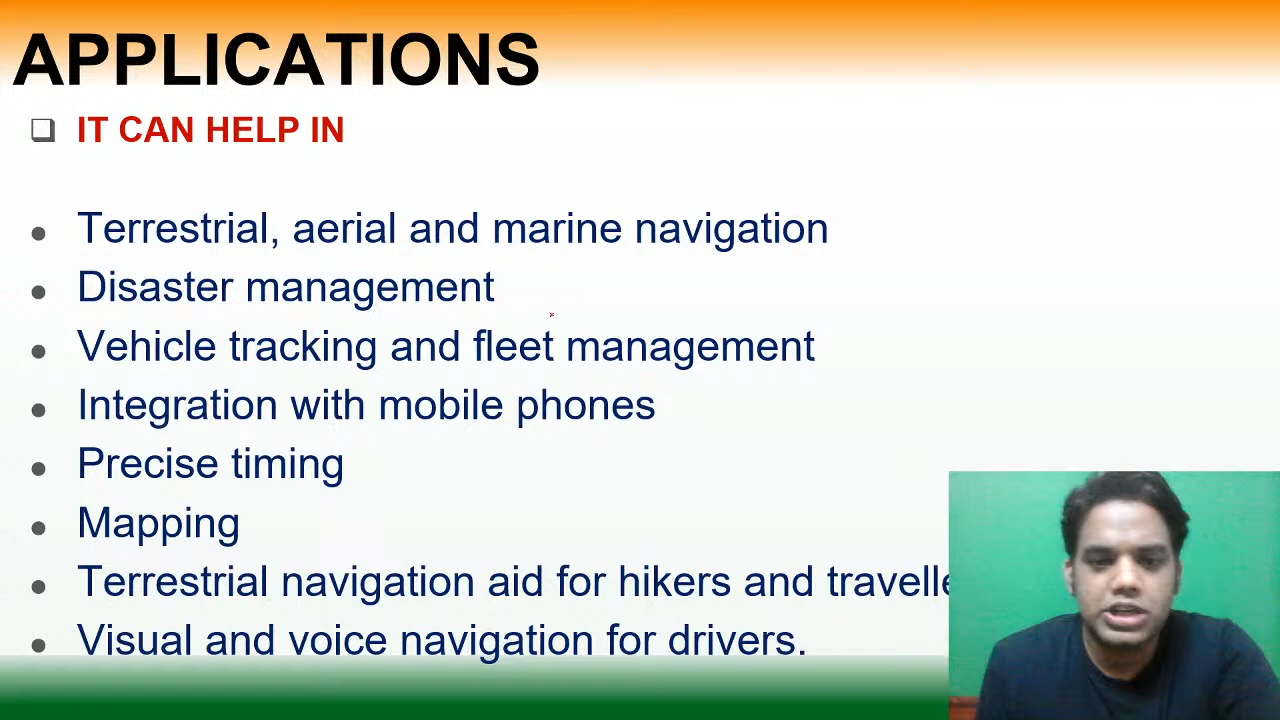 APPLICATIONS
IT CAN HELP IN
Terrestrial, aerial and marine navigation
Disaster management
Vehicle tracking and fleet management
Integration with mobile phones
Precise timing
Mapping
Terrestrial navigation aid for hikers and travelle
Visual and voice navigation for drivers.